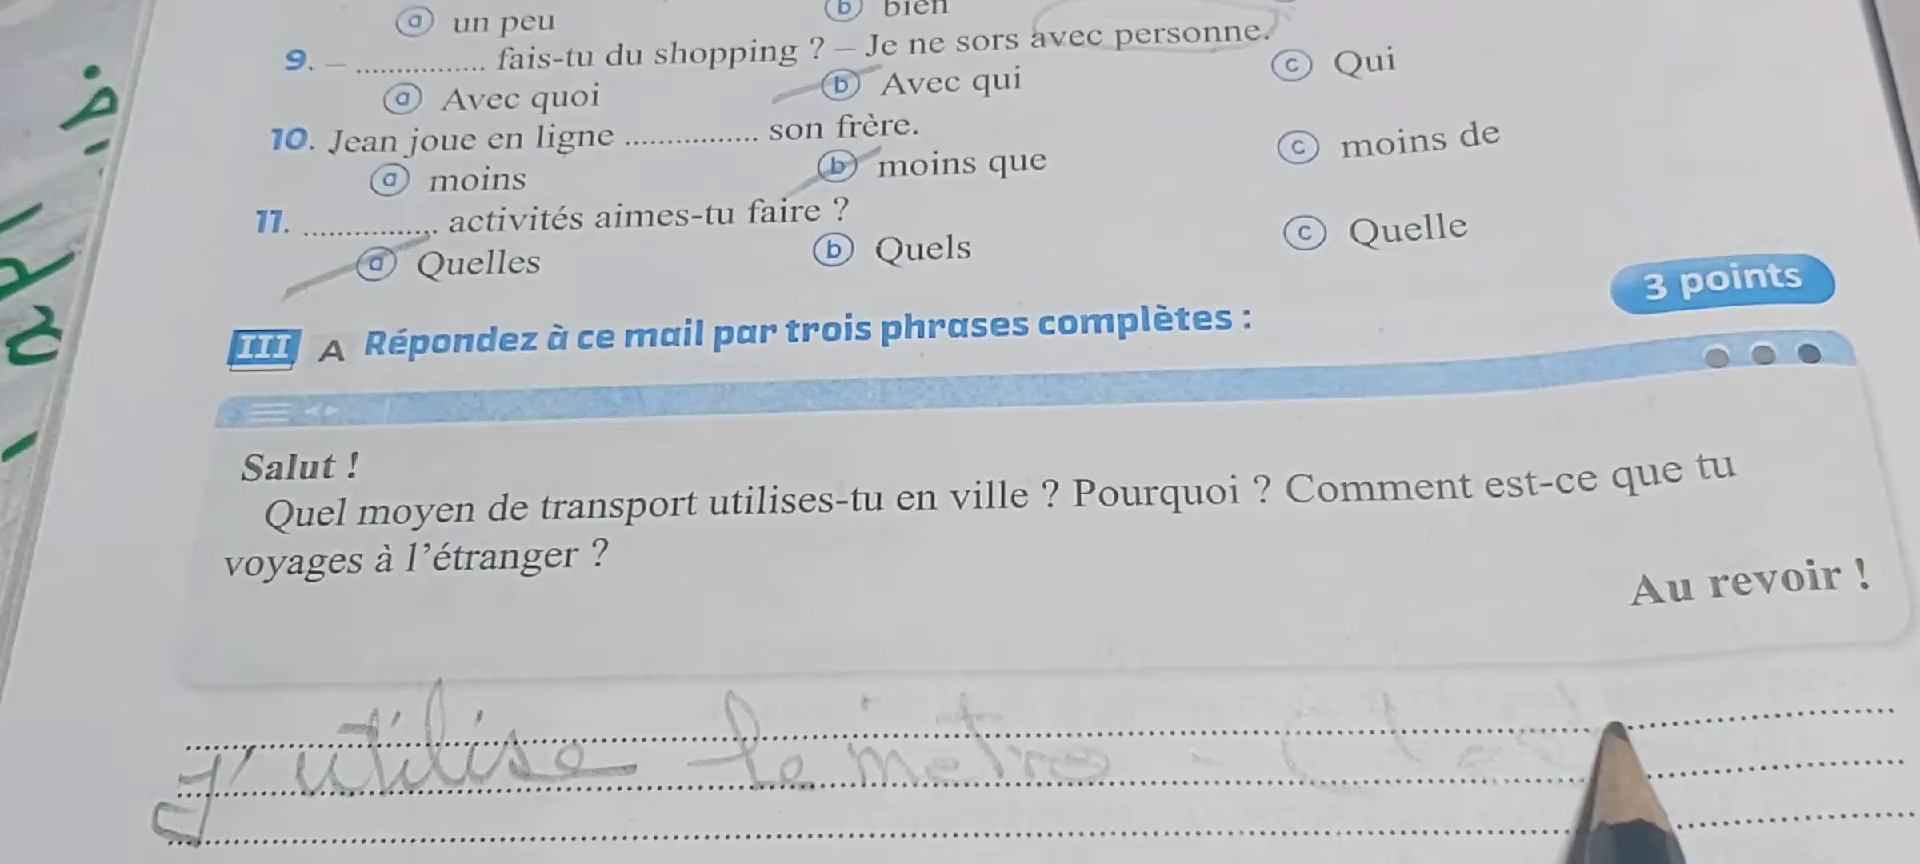 a un peu
b bien
9. – ............... fais-tu du shopping ? – Je ne sors avec personne.
a Avec quoi
b Avec qui
c Qui
10. Jean joue en ligne ............... son frère.
a moins
b moins que
c moins de
11. ............... activités aimes-tu faire ?
a Quelles
b Quels
c Quelle
3 points
III A Répondez à ce mail par trois phrases complètes :
Salut !
Quel moyen de transport utilises-tu en ville ? Pourquoi ? Comment est-ce que tu
voyages à l'étranger ?
Au revoir !
J'utilise le métro -